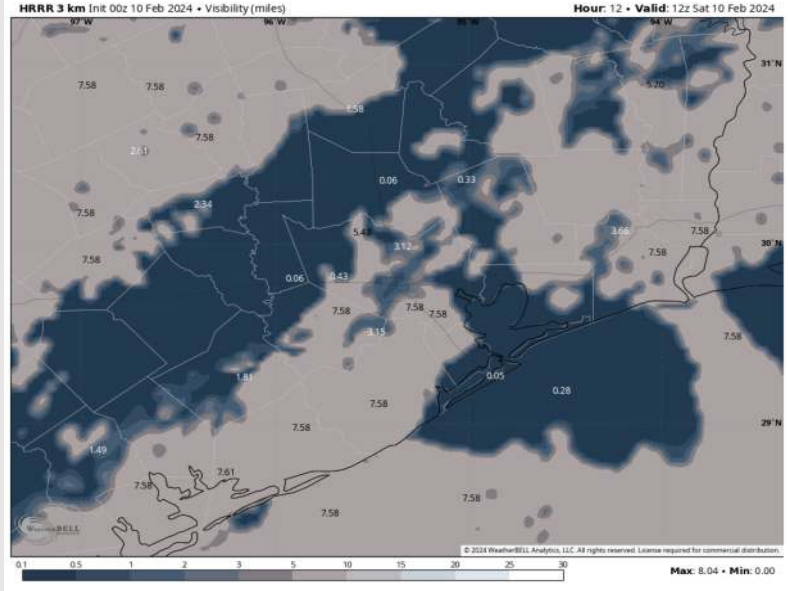 HRRR 3 km Init 00z 10 Feb 2024 • Visibility (miles)
Hour: 12 • Valid: 12z Sat 10 Feb 2024
97°W 96°W 95°W 94°W
31°N
7.58 7.58 5.20
7.58
7.58
2.61
0.06 0.33
2.34
7.58
5.43 3.66 7.58
30°N
3.12
7.58 7.58
0.06 0.43
7.58 7.58 7.58
3.15 7.58
1.81 0.05
0.28
7.58
7.58 29°N
1.49
7.61
7.58 7.58
7.58
WEATHERBELL
© 2024 WeatherBELL Analytics, LLC. All rights reserved. License required for commercial distribution.
0.1 0.5 1 2 3 5 10 15 20 25 30
Max: 8.04 • Min: 0.00